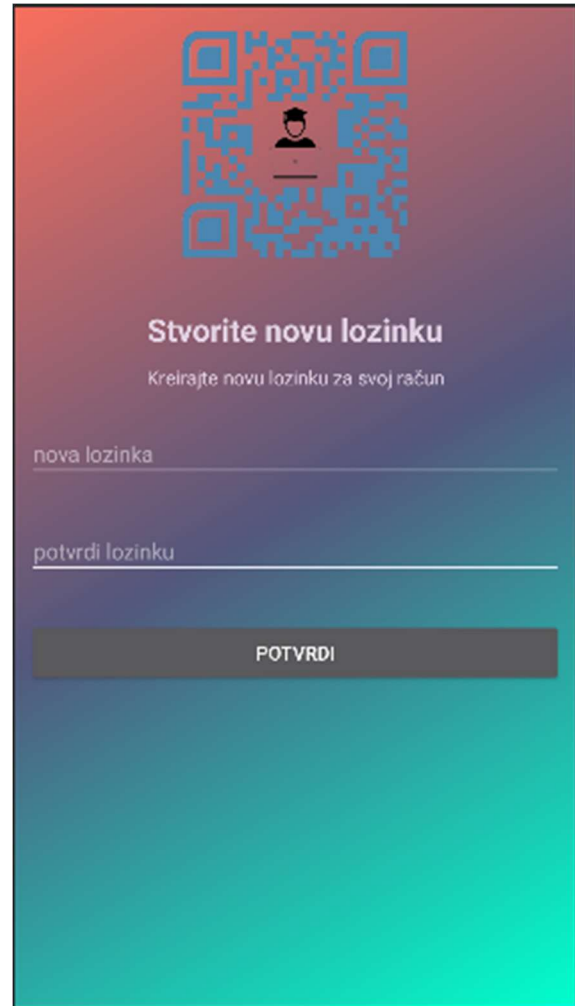 Stvorite novu lozinku
Kreirajte novu lozinku za svoj račun
nova lozinka
potvrdi lozinku
POTVRDI